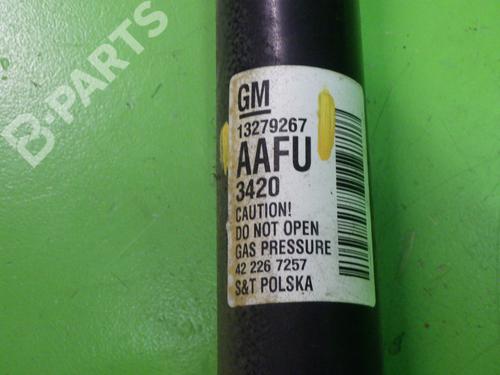 B-PARTS
GM
13279267
AAFU
3420
CAUTION!
DO NOT OPEN
GAS PRESSURE
42 226 7257
S&T POLSKA